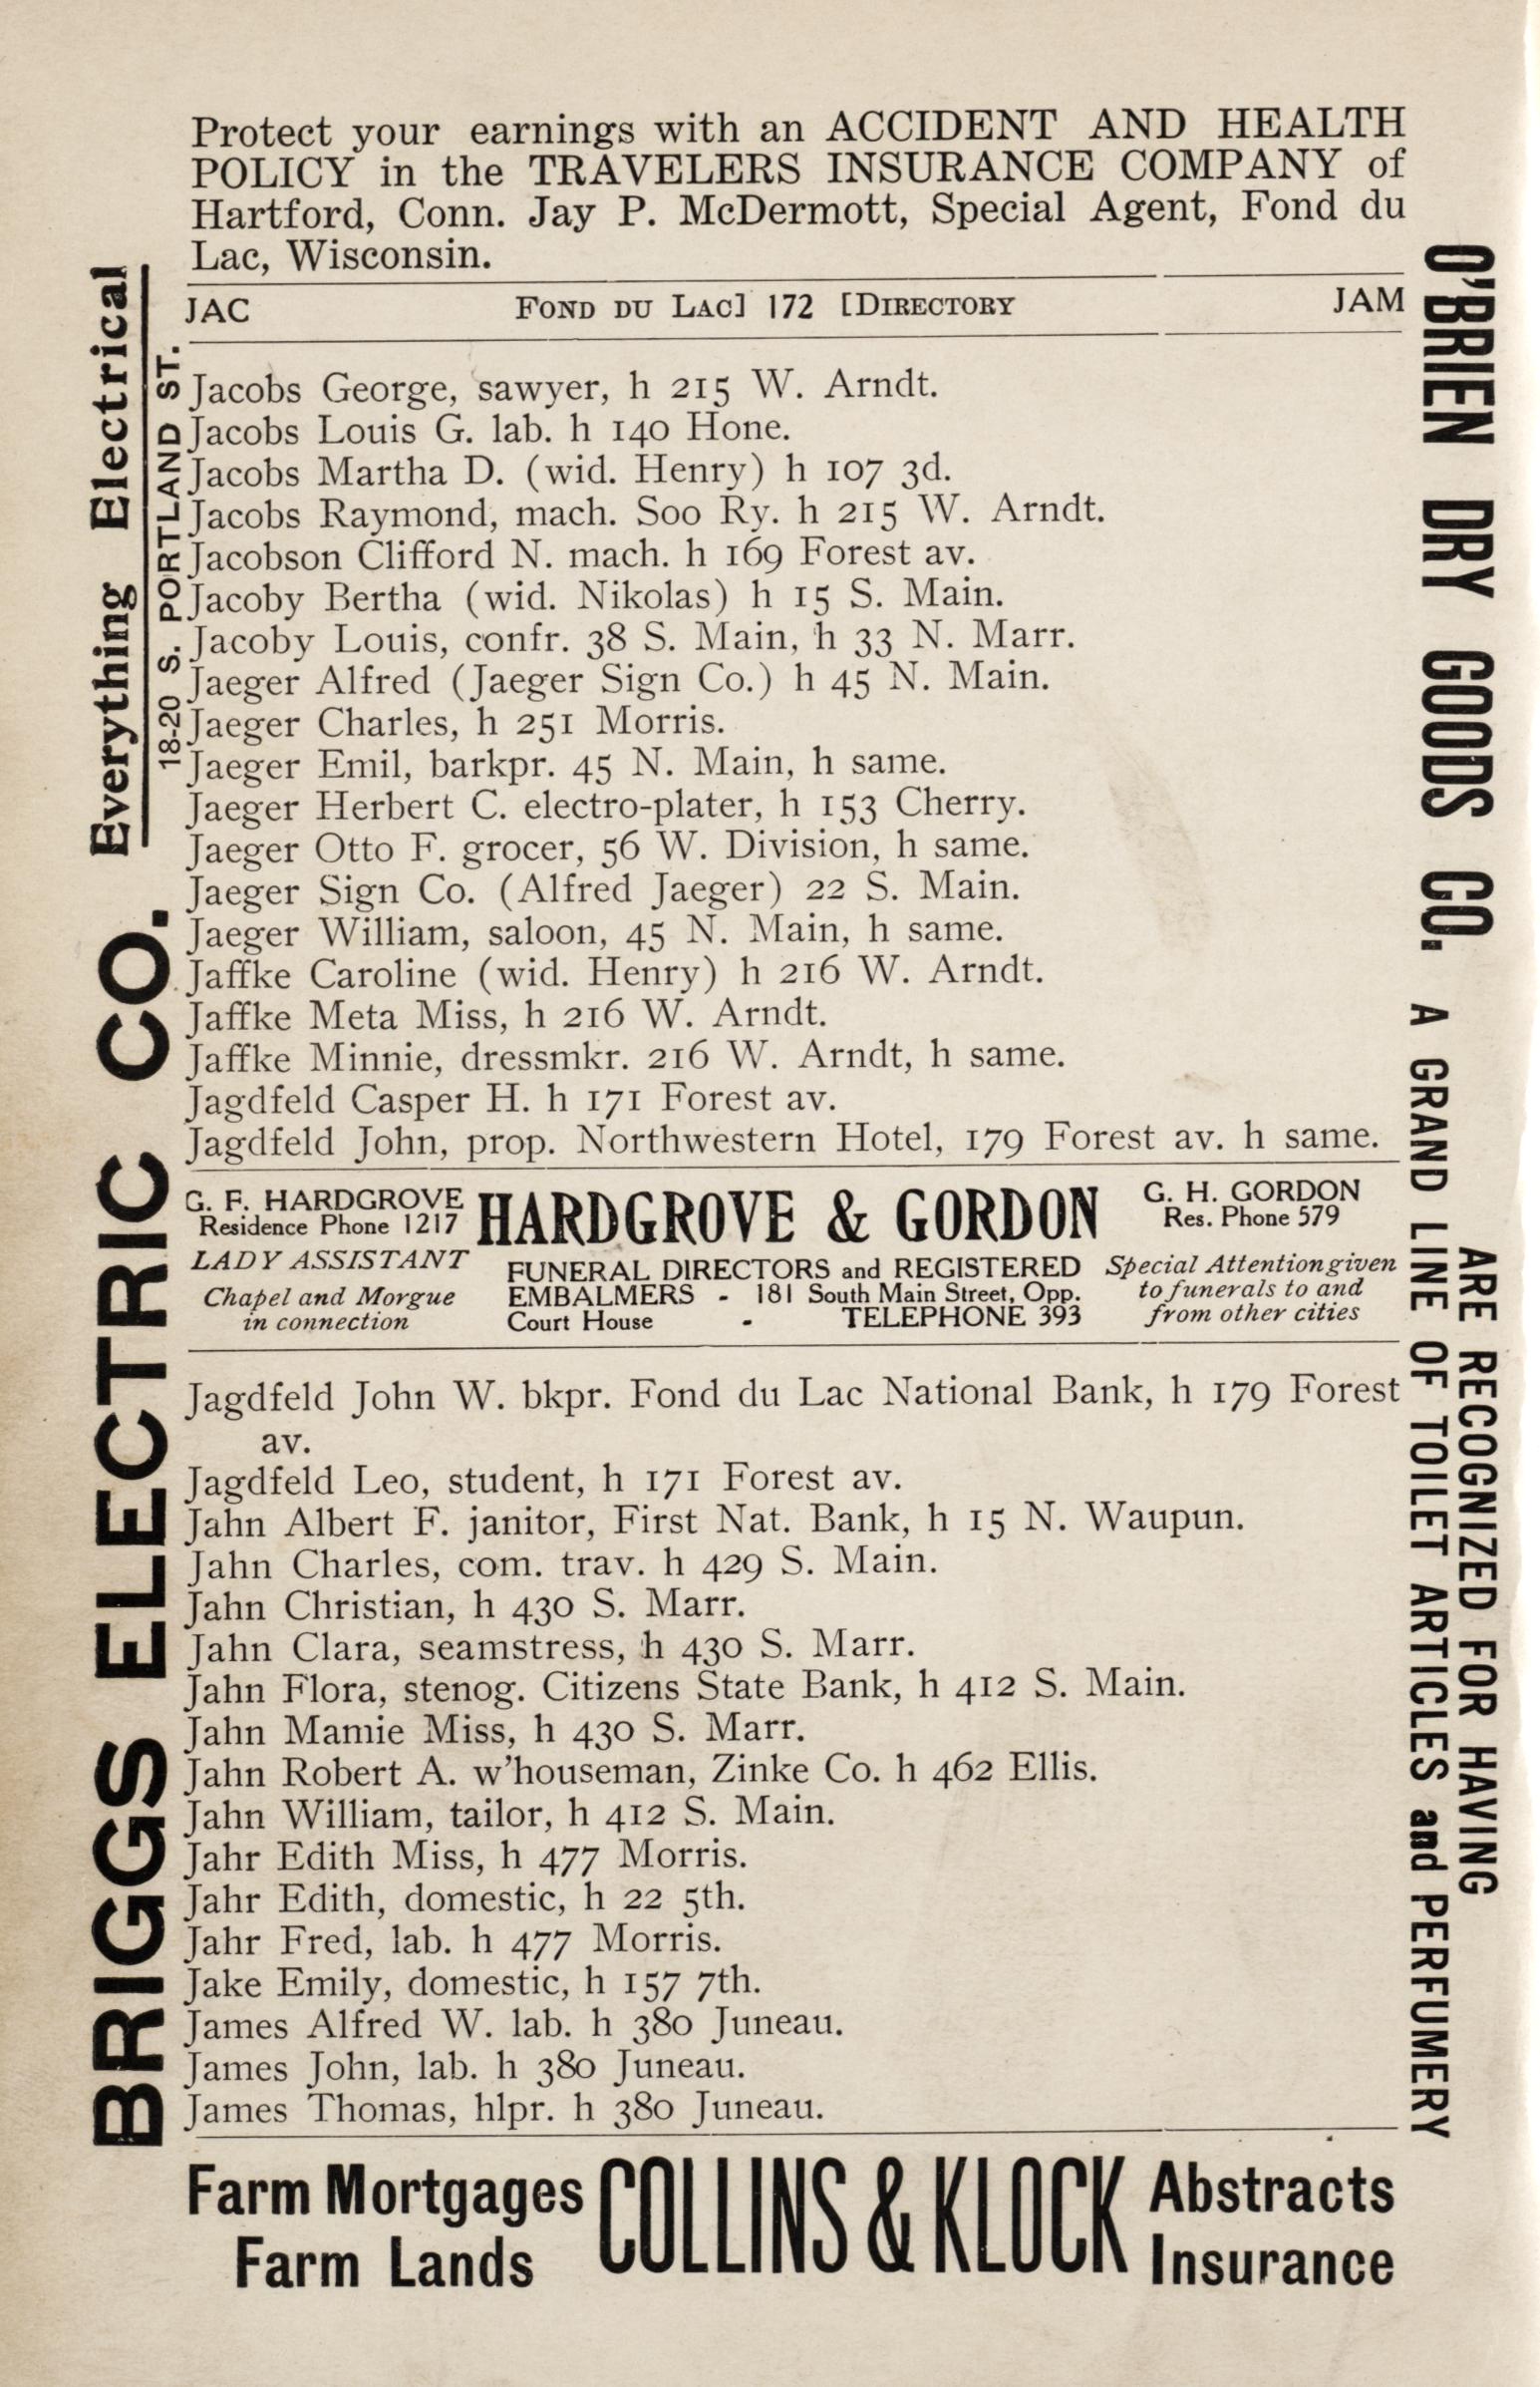 Protect your earnings with an ACCIDENT AND HEALTH
POLICY in the TRAVELERS INSURANCE COMPANY of
Hartford, Conn. Jay P. McDermott, Special Agent, Fond du
Lac, Wisconsin.
JAC FOND DU LAC] 172 [DIRECTORY JAM
Jacobs George, sawyer, h 215 W. Arndt.
Jacobs Louis G. lab. h 140 Hone.
Jacobs Martha D. (wid. Henry) h 107 3d.
Jacobs Raymond, mach. Soo Ry. h 215 W. Arndt.
Jacobson Clifford N. mach. h 169 Forest av.
Jacoby Bertha (wid. Nikolas) h 15 S. Main.
Jacoby Louis, confr. 38 S. Main, h 33 N. Marr.
Jaeger Alfred (Jaeger Sign Co.) h 45 N. Main.
Jaeger Charles, h 251 Morris.
Jaeger Emil, barkpr. 45 N. Main, h same.
Jaeger Herbert C. electro-plater, h 153 Cherry.
Jaeger Otto F. grocer, 56 W. Division, h same.
Jaeger Sign Co. (Alfred Jaeger) 22 S. Main.
Jaeger William, saloon, 45 N. Main, h same.
Jaffke Caroline (wid. Henry) h 216 W. Arndt.
Jaffke Meta Miss, h 216 W. Arndt.
Jaffke Minnie, dressmkr. 216 W. Arndt, h same.
Jagdfeld Casper H. h 171 Forest av.
Jagdfeld John, prop. Northwestern Hotel, 179 Forest av. h same.
G. F. HARDGROVE
Residence Phone 1217
LADY ASSISTANT
Chapel and Morgue
in connection
HARDGROVE & GORDON
FUNERAL DIRECTORS and REGISTERED
EMBALMERS - 181 South Main Street, Opp.
Court House - TELEPHONE 393
G. H. GORDON
Res. Phone 579
Special Attention given
to funerals to and
from other cities
Jagdfeld John W. bkpr. Fond du Lac National Bank, h 179 Forest
av.
Jagdfeld Leo, student, h 171 Forest av.
Jahn Albert F. janitor, First Nat. Bank, h 15 N. Waupun.
Jahn Charles, com. trav. h 429 S. Main.
Jahn Christian, h 430 S. Marr.
Jahn Clara, seamstress, h 430 S. Marr.
Jahn Flora, stenog. Citizens State Bank, h 412 S. Main.
Jahn Mamie Miss, h 430 S. Marr.
Jahn Robert A. w'houseman, Zinke Co. h 462 Ellis.
Jahn William, tailor, h 412 S. Main.
Jahr Edith Miss, h 477 Morris.
Jahr Edith, domestic, h 22 5th.
Jahr Fred, lab. h 477 Morris.
Jake Emily, domestic, h 157 7th.
James Alfred W. lab. h 380 Juneau.
James John, lab. h 380 Juneau.
James Thomas, hlpr. h 380 Juneau.
Farm Mortgages
Farm Lands
COLLINS & KLOCK
Abstracts
Insurance
BRIGGS ELECTRIC CO.
Everything Electrical
18-20 S. PORTLAND ST.
O'BRIEN DRY GOODS CO.
ARE RECOGNIZED FOR HAVING
A GRAND LINE OF TOILET ARTICLES and PERFUMERY